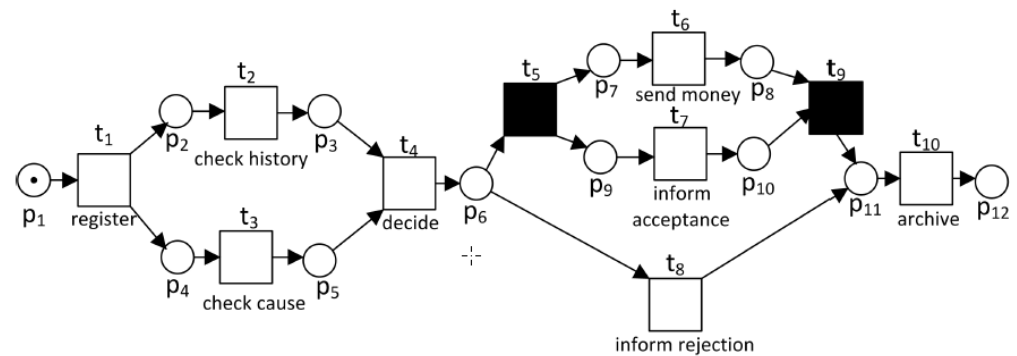 t1
register
p1
p2
t2
check history
p3
p4
t3
check cause
p5
t4
decide
p6
t5
p7
t6
send money
p8
p9
t7
inform
acceptance
p10
t8
inform rejection
t9
p11
t10
archive
p12